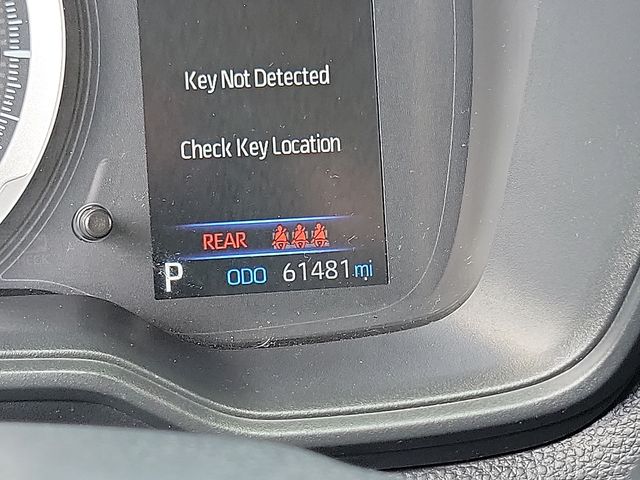 Key Not Detected
Check Key Location
REAR
P ODO 61481 mi